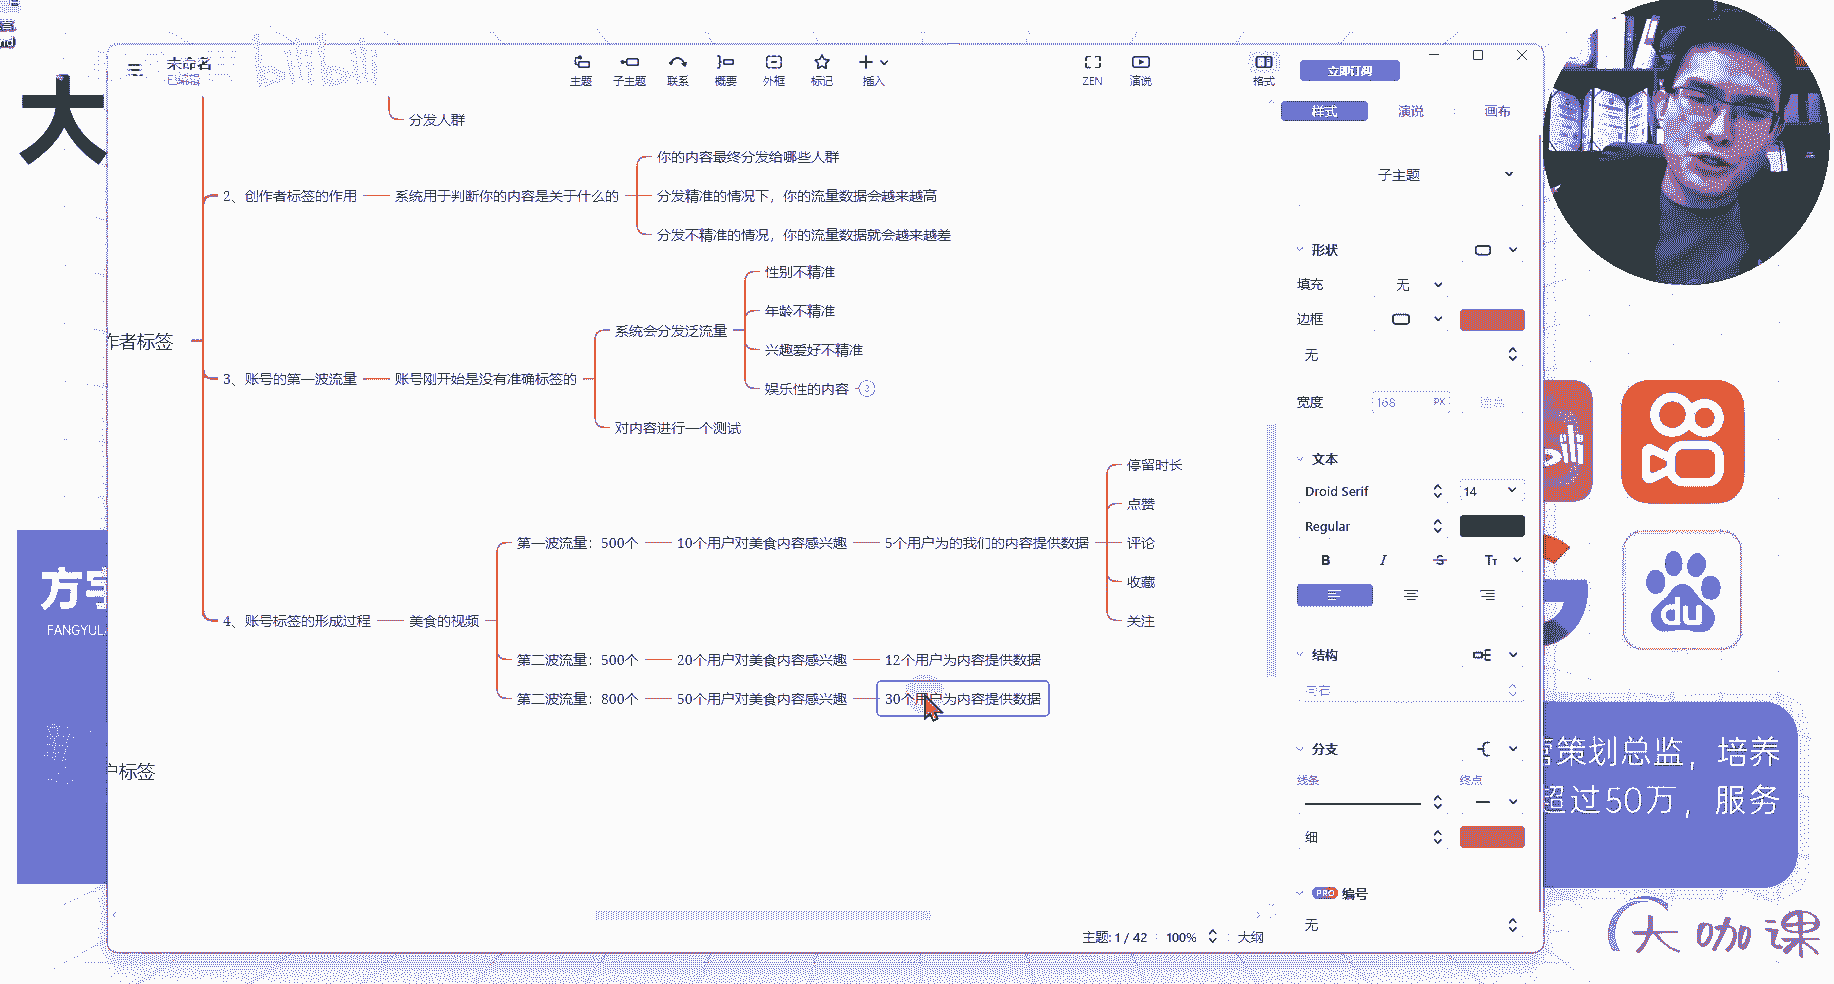 大
未命名
已编辑
bilibili
主题
子主题
联系
概要
外框
标记
插入
ZEN
演说
格式
立即订阅
样式
演说
画布
分发人群
2、创作者标签的作用
系统用于判断你的内容是关于什么的
你的内容最终分发给哪些人群
分发精准的情况下，你的流量数据会越来越高
分发不精准的情况，你的流量数据就会越来越差
作者标签
3、账号的第一波流量
账号刚开始是没有准确标签的
系统会分发泛流量
性别不精准
年龄不精准
兴趣爱好不精准
娱乐性的内容
3
对内容进行一个测试
4、账号标签的形成过程
美食的视频
第一波流量：500个
10个用户对美食内容感兴趣
5个用户为的我们的内容提供数据
停留时长
点赞
评论
收藏
关注
第二波流量：500个
20个用户对美食内容感兴趣
12个用户为内容提供数据
第二波流量：800个
50个用户对美食内容感兴趣
30个用户为内容提供数据
户标签
子主题
形状
填充
无
边框
无
宽度
168
PX
文本
Droid Serif
14
Regular
B
I
S
Tт
结构
向右
分支
线条
终点
细
PRO
编号
无
主题: 1 / 42
100%
大纲
方宇
FANGYUL
du
营策划总监，培养
超过50万，服务
大咖课